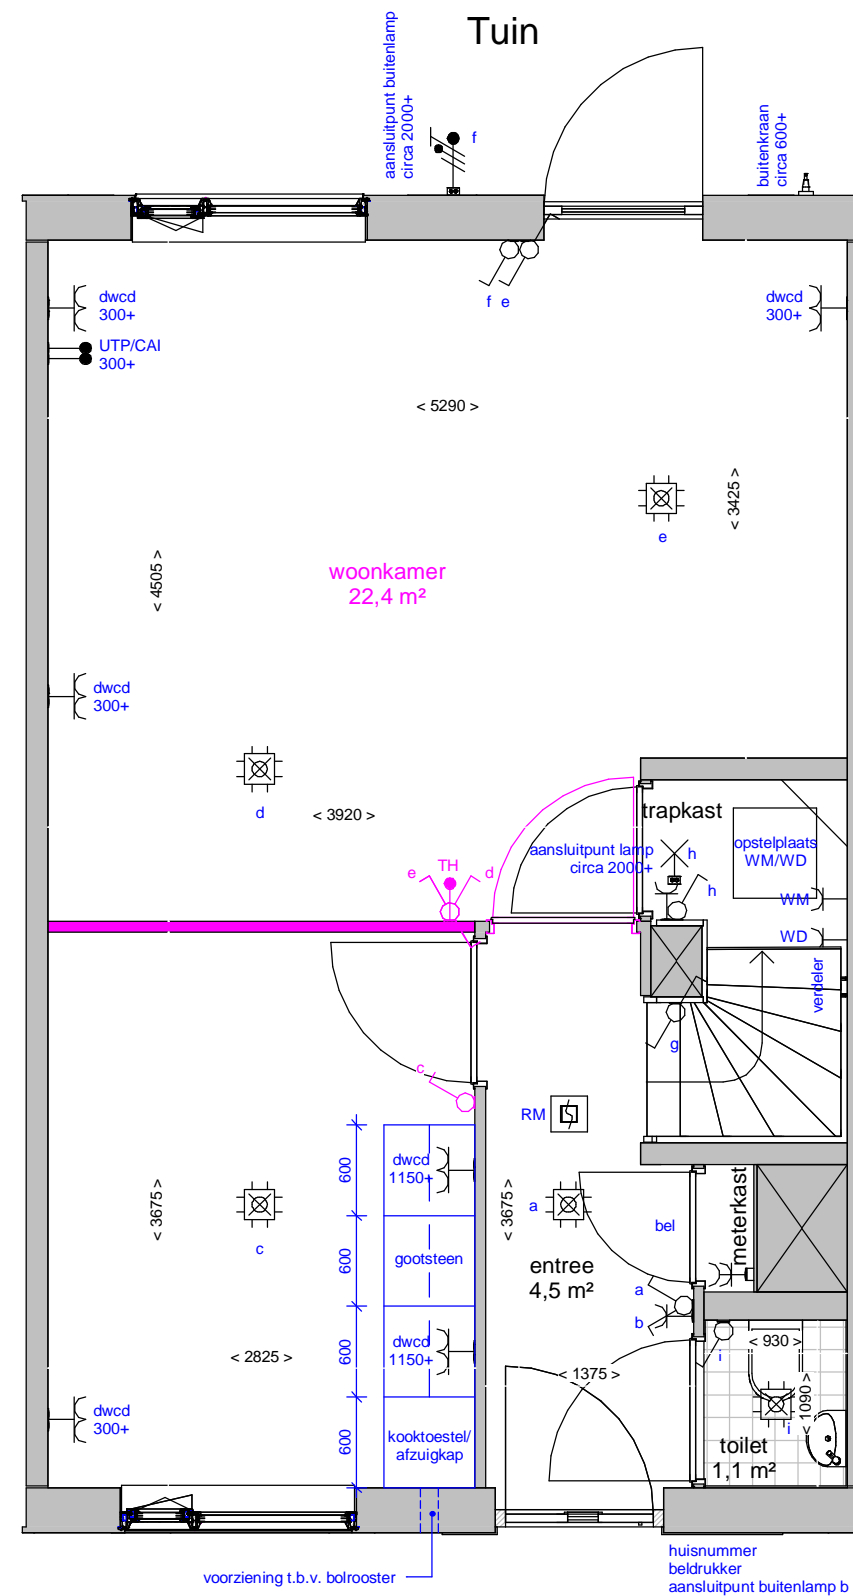 Tuin
aansluitpunt buitenlamp
circa 2000+
f
buitenkraan
circa 600+
f e
dwcd
300+
dwcd
300+
UTP/CAI
300+
< 5290 >
< 3425 >
e
< 4505 >
woonkamer
22,4 m²
dwcd
300+
d
< 3920 >
trapkast
opstelplaats
WM/WD
aansluitpunt lamp
circa 2000+
h
h
e
TH
d
WM
WD
verdeler
g
c
RM
600
dwcd
1150+
< 3675 >
c
< 3675 >
a
bel
meterkast
600
gootsteen
entree
4,5 m²
a
b
600
dwcd
1150+
< 2825 >
< 1375 >
i
< 930 >
< 1090 >
i
dwcd
300+
600
kooktoestel/
afzuigkap
toilet
1,1 m²
voorziening t.b.v. bolrooster
huisnummer
beldrukker
aansluitpunt buitenlamp b